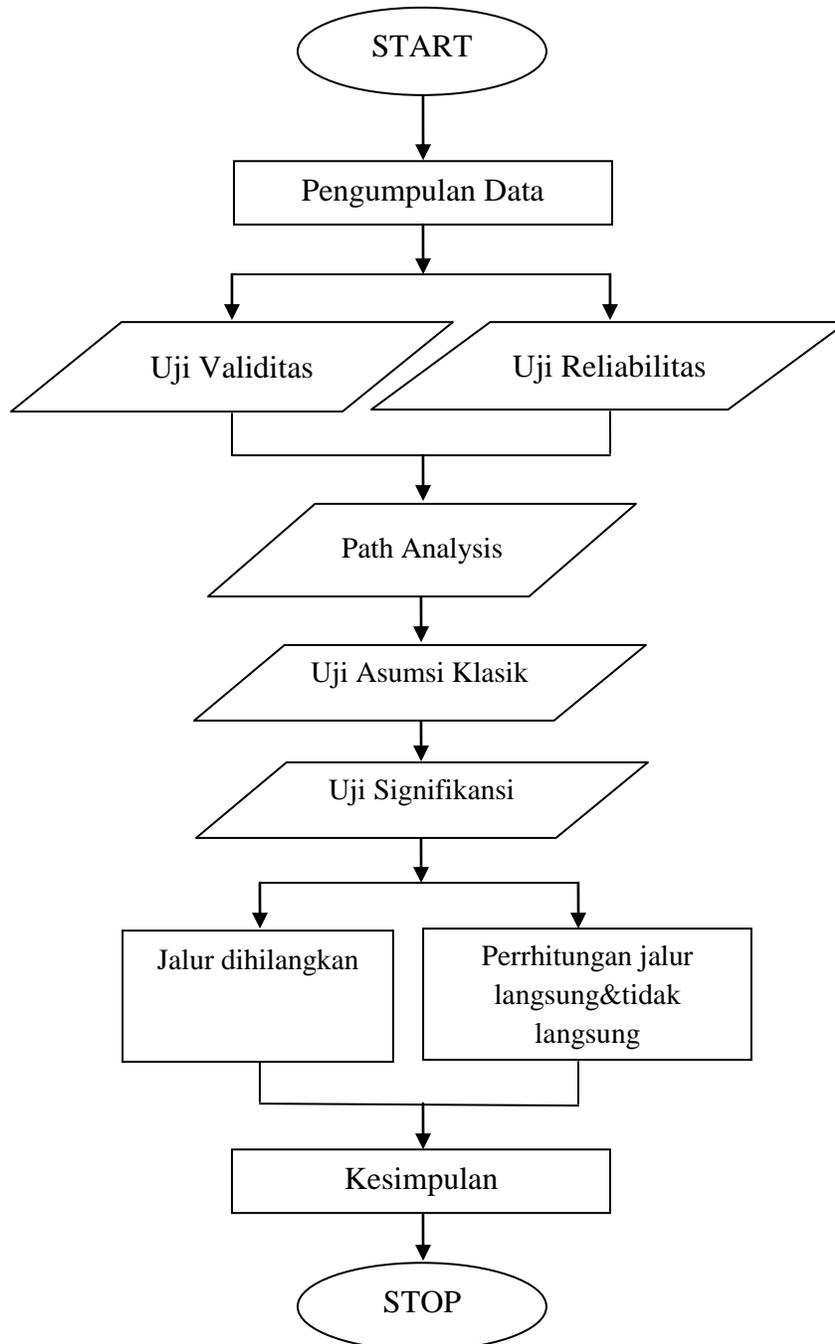 START
Pengumpulan Data
Uji Validitas
Uji Reliabilitas
Path Analysis
Uji Asumsi Klasik
Uji Signifikansi
Jalur dihilangkan
Perrhitungan jalur
langsung&tidak
langsung
Kesimpulan
STOP